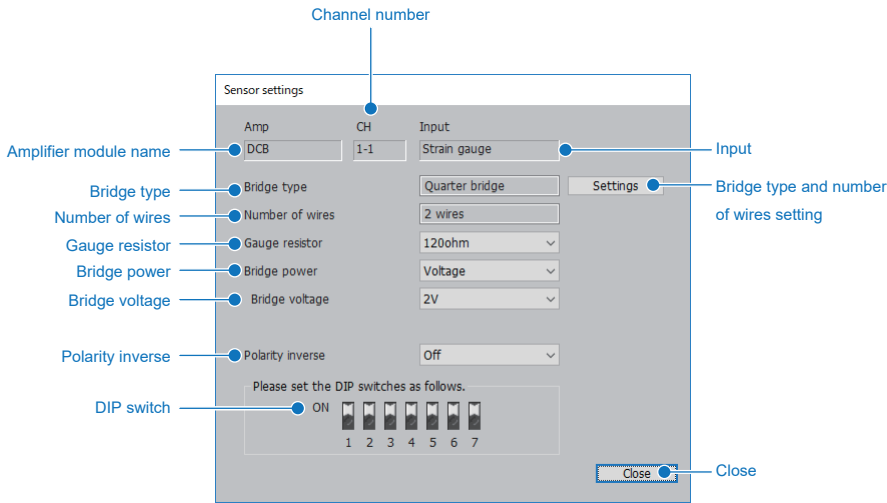 Channel number
Sensor settings
Amp CH Input
Amplifier module name DCB 1-1 Strain gauge Input
Bridge type Bridge type Quarter bridge Settings Bridge type and number
of wires setting
Number of wires Number of wires 2 wires
Gauge resistor Gauge resistor 120ohm
Bridge power Bridge power Voltage
Bridge voltage Bridge voltage 2V
Polarity inverse Polarity inverse Off
Please set the DIP switches as follows.
DIP switch ON
1 2 3 4 5 6 7
Close Close